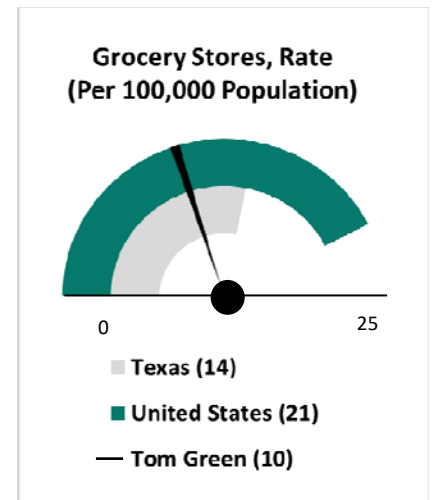 Grocery Stores, Rate
(Per 100,000 Population)
0
25
Texas (14)
United States (21)
Tom Green (10)